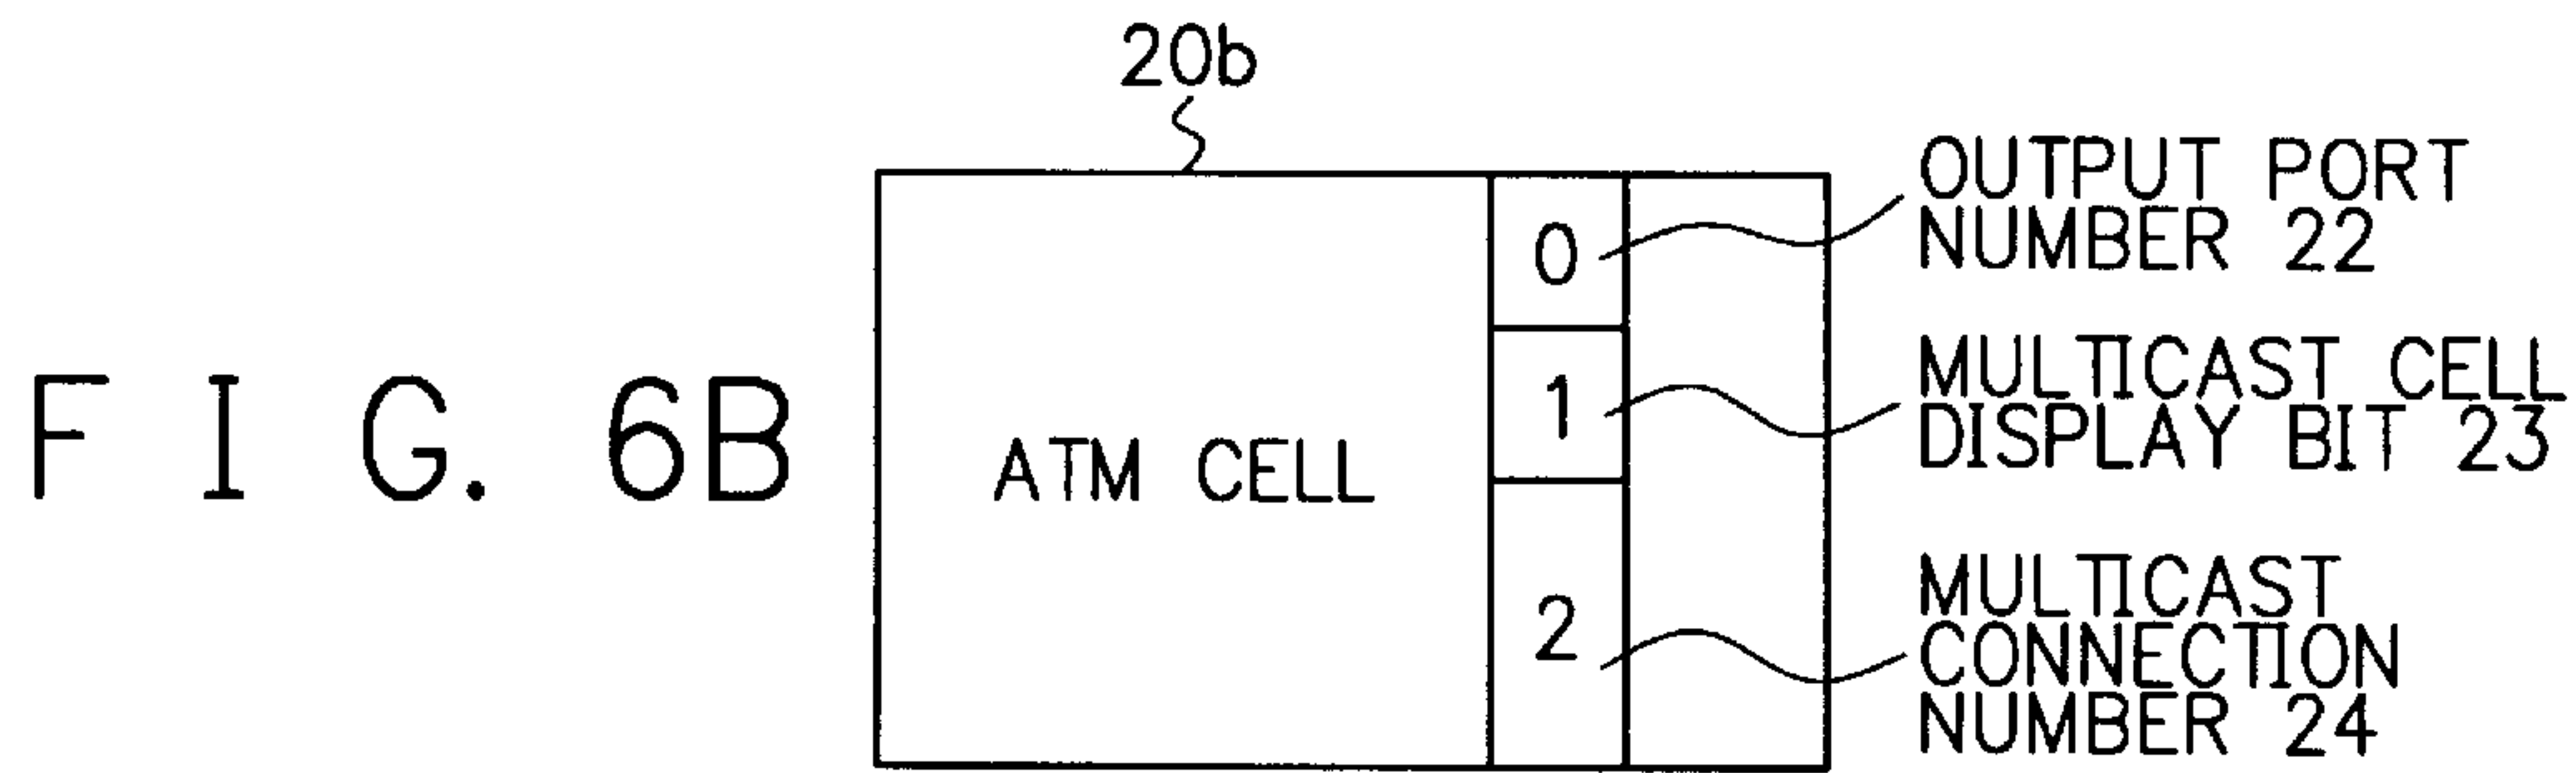 20b
OUTPUT PORT
NUMBER 22
0
MULTICAST CELL
DISPLAY BIT 23
1
FIG. 6B
ATM CELL
MULTICAST
CONNECTION
NUMBER 24
2